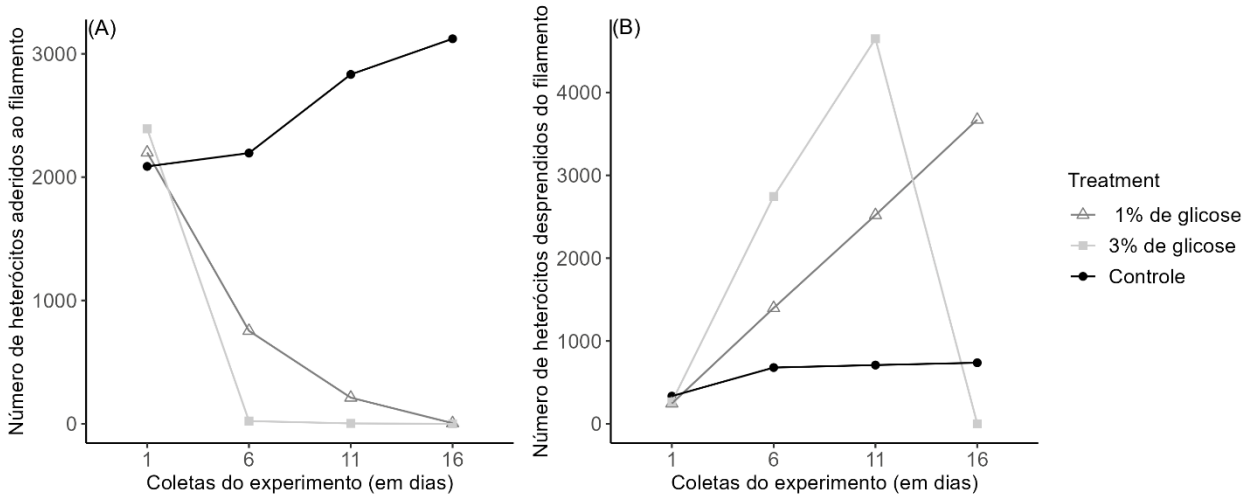 (A)
Número de heterócitos aderidos ao filamento
3000
2000
1000
0
1 6 11 16
Coletas do experimento (em dias)
(B)
Número de heterócitos desprendidos do filamento
4000
3000
2000
1000
0
1 6 11 16
Coletas do experimento (em dias)
Treatment
1% de glicose
3% de glicose
Controle